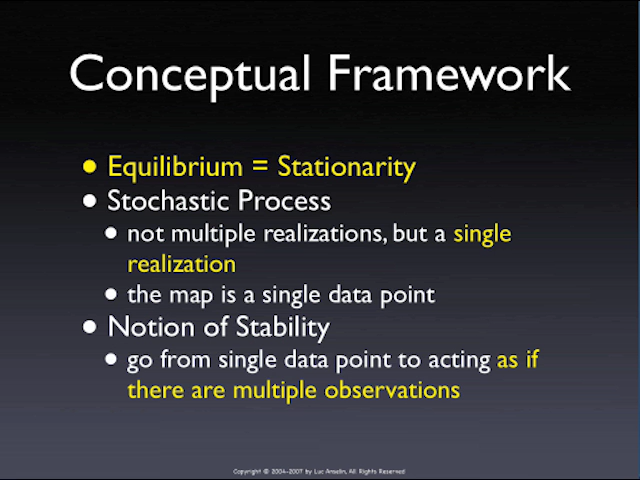 Conceptual Framework
• Equilibrium = Stationarity
• Stochastic Process
• not multiple realizations, but a single
realization
• the map is a single data point
• Notion of Stability
• go from single data point to acting as if
there are multiple observations
Copyright © 2004-2007 by Luc Anselin, All Rights Reserved